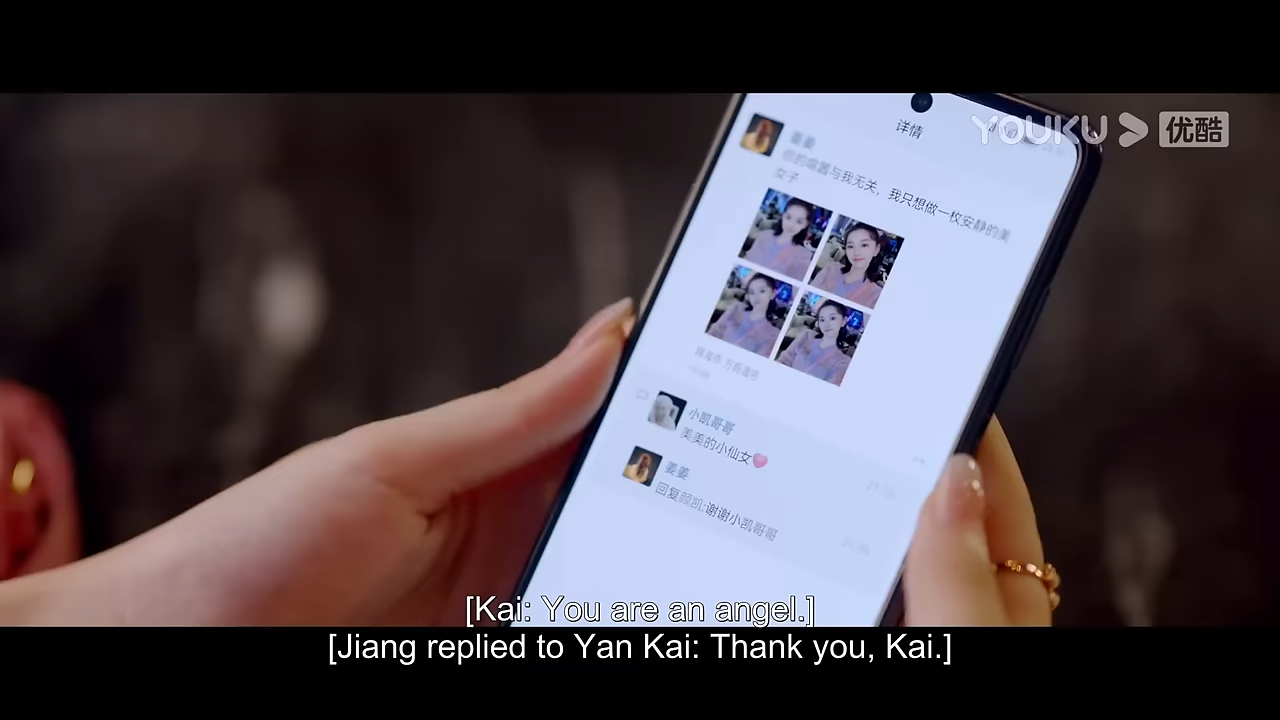 YOUKU 优酷
详情
姜姜
你的喧嚣与我无关，我只想做一枚安静的美
女子
小凯哥哥
美美的小仙女
姜姜
回复颜凯:谢谢小凯哥哥
[Kai: You are an angel.]
[Jiang replied to Yan Kai: Thank you, Kai.]